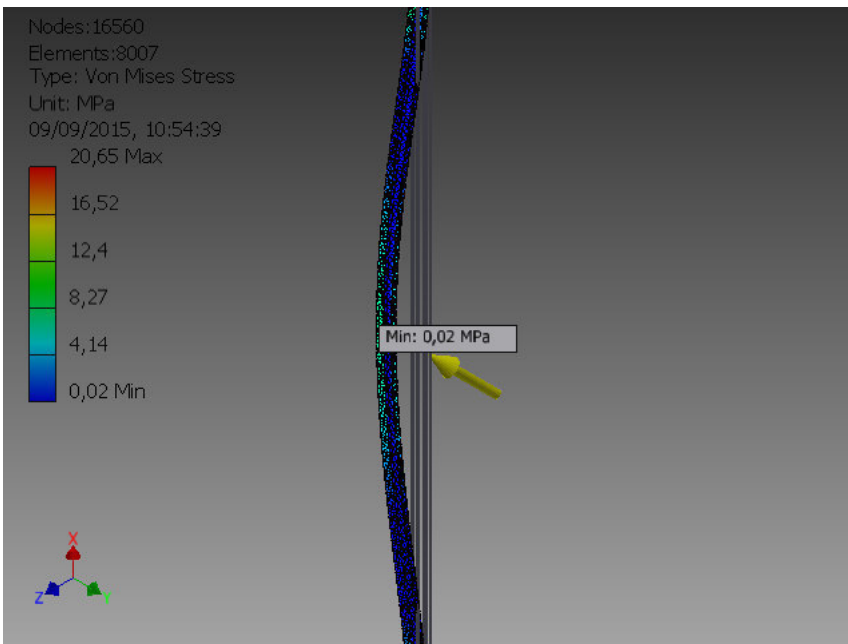 Nodes:16560
Elements:8007
Type: Von Mises Stress
Unit: MPa
09/09/2015, 10:54:39
20,65 Max
16,52
12,4
8,27
4,14
0,02 Min
Min: 0,02 MPa
X
Z
Y